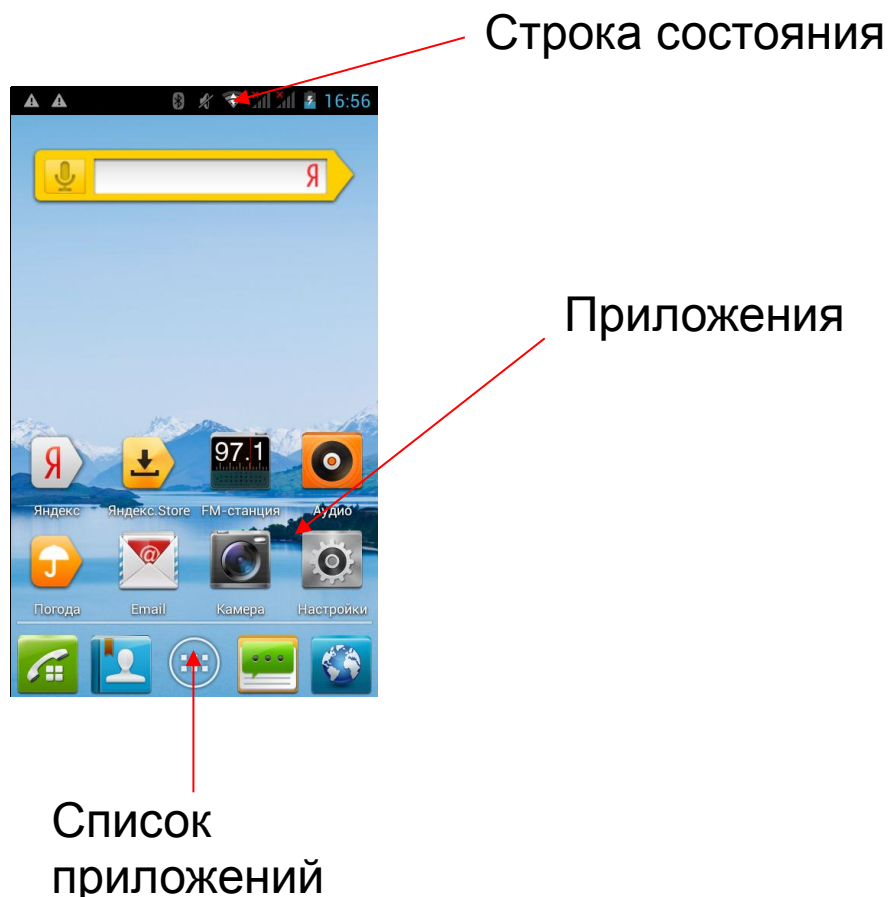 Строка состояния
16:56
Я
Приложения
Я
97.1
Яндекс Яндекс.Store FM-станция Аудио
@
Погода Email Камера Настройки
Список
приложений